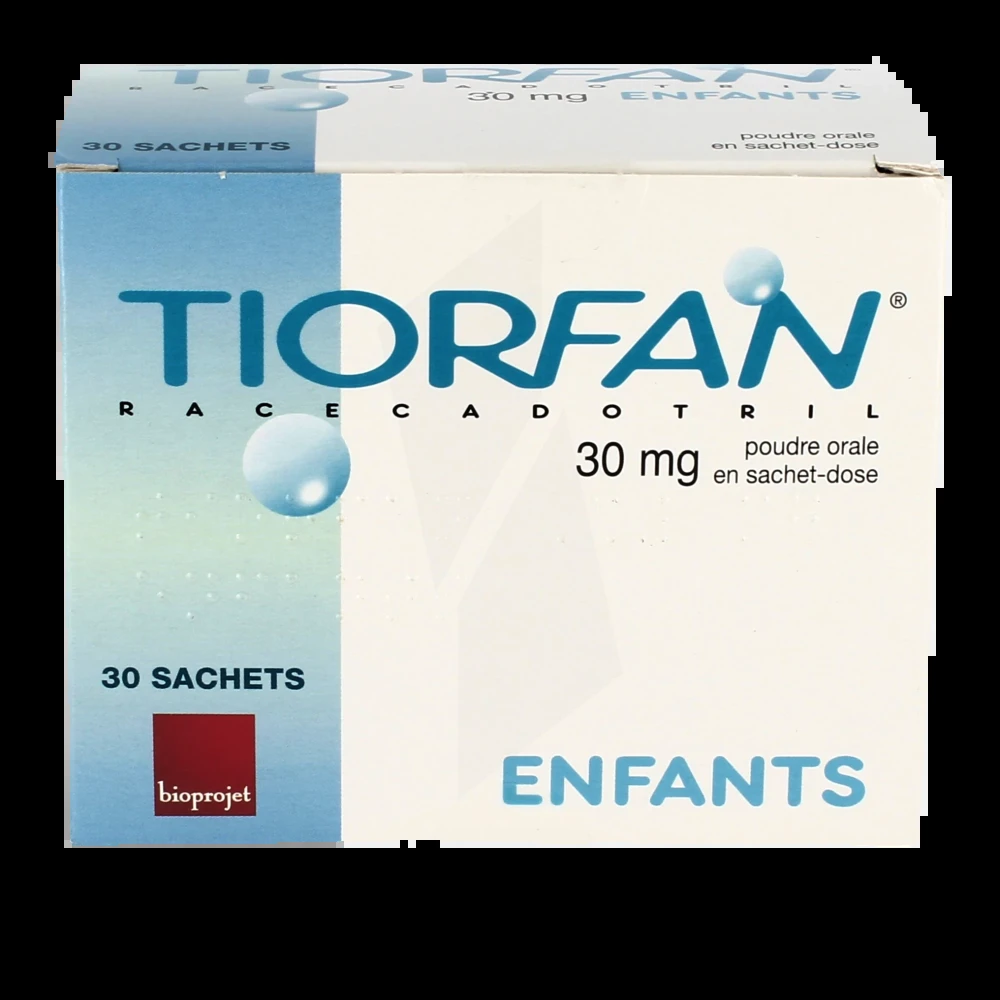 TIORFAN
RACECADOTRIL
30 mg ENFANTS
30 SACHETS
poudre orale
en sachet-dose
TIORFAN®
RACECADOTRIL
30 mg
poudre orale
en sachet-dose
30 SACHETS
bioprojet
ENFANTS